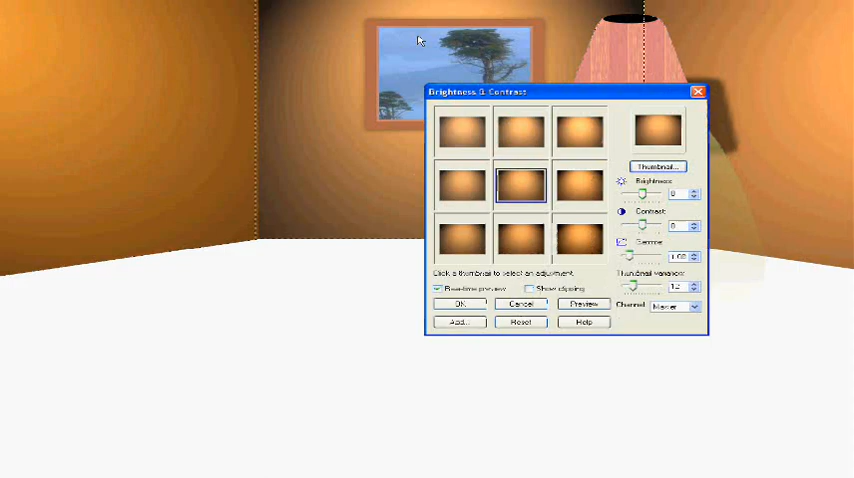 Brightness & Contrast
Thumbnail...
Brightness:
0
Contrast:
0
Gamma:
1.00
Click a thumbnail to select an adjustment.
Thumbnail variation:
12
Real-time preview
Show clipping
OK
Cancel
Preview
Channel:
Master
Add...
Reset
Help